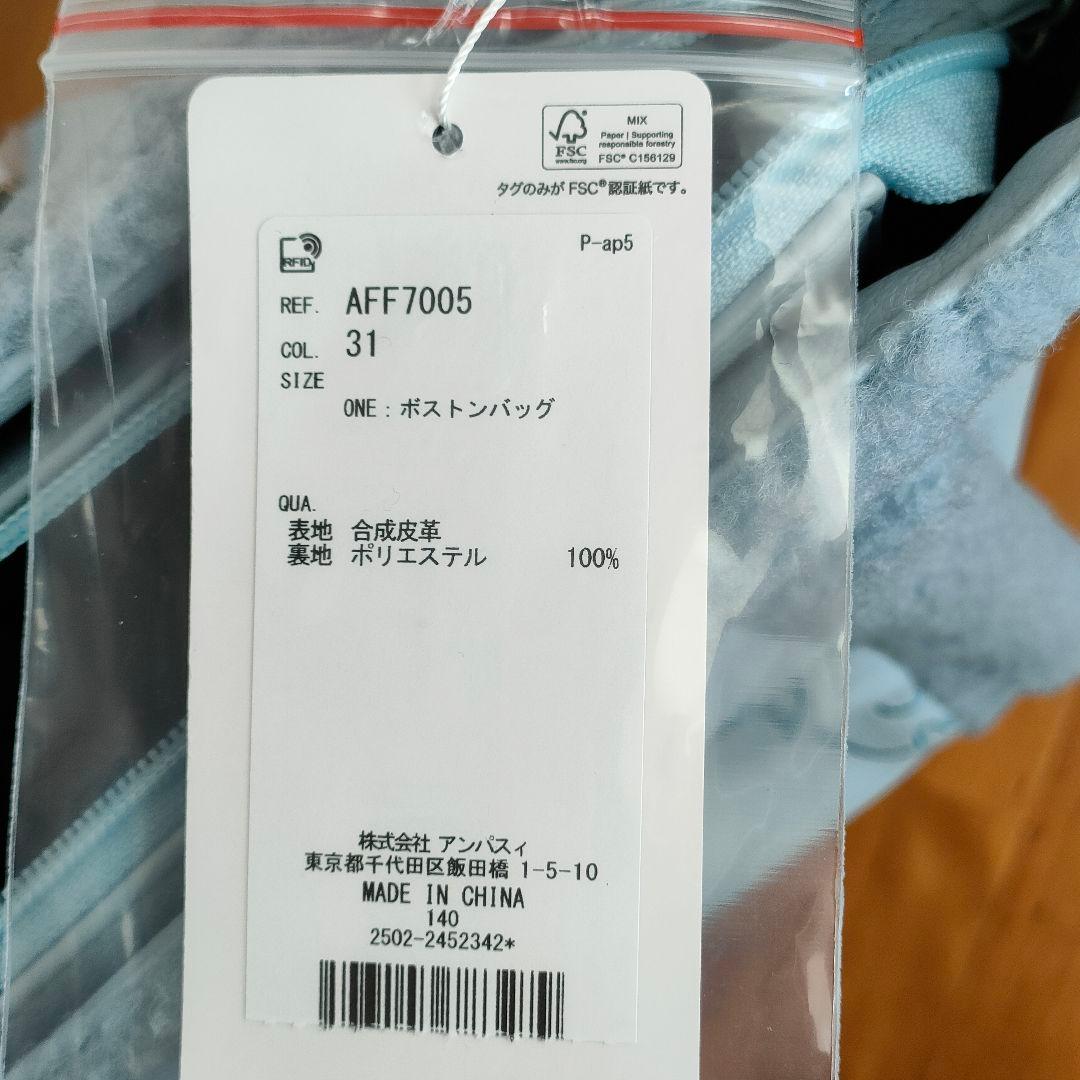 FSC
www.fsc.org
MIX
Paper | Supporting
responsible forestry
FSC® C156129
タグのみが FSC®認証紙です。
RFID
P-ap5
REF. AFF7005
COL. 31
SIZE
ONE：ボストンバッグ
QUA.
表地 合成皮革
裏地 ポリエステル 100%
株式会社 アンパスィ
東京都千代田区飯田橋 1-5-10
MADE IN CHINA
140
2502-2452342*